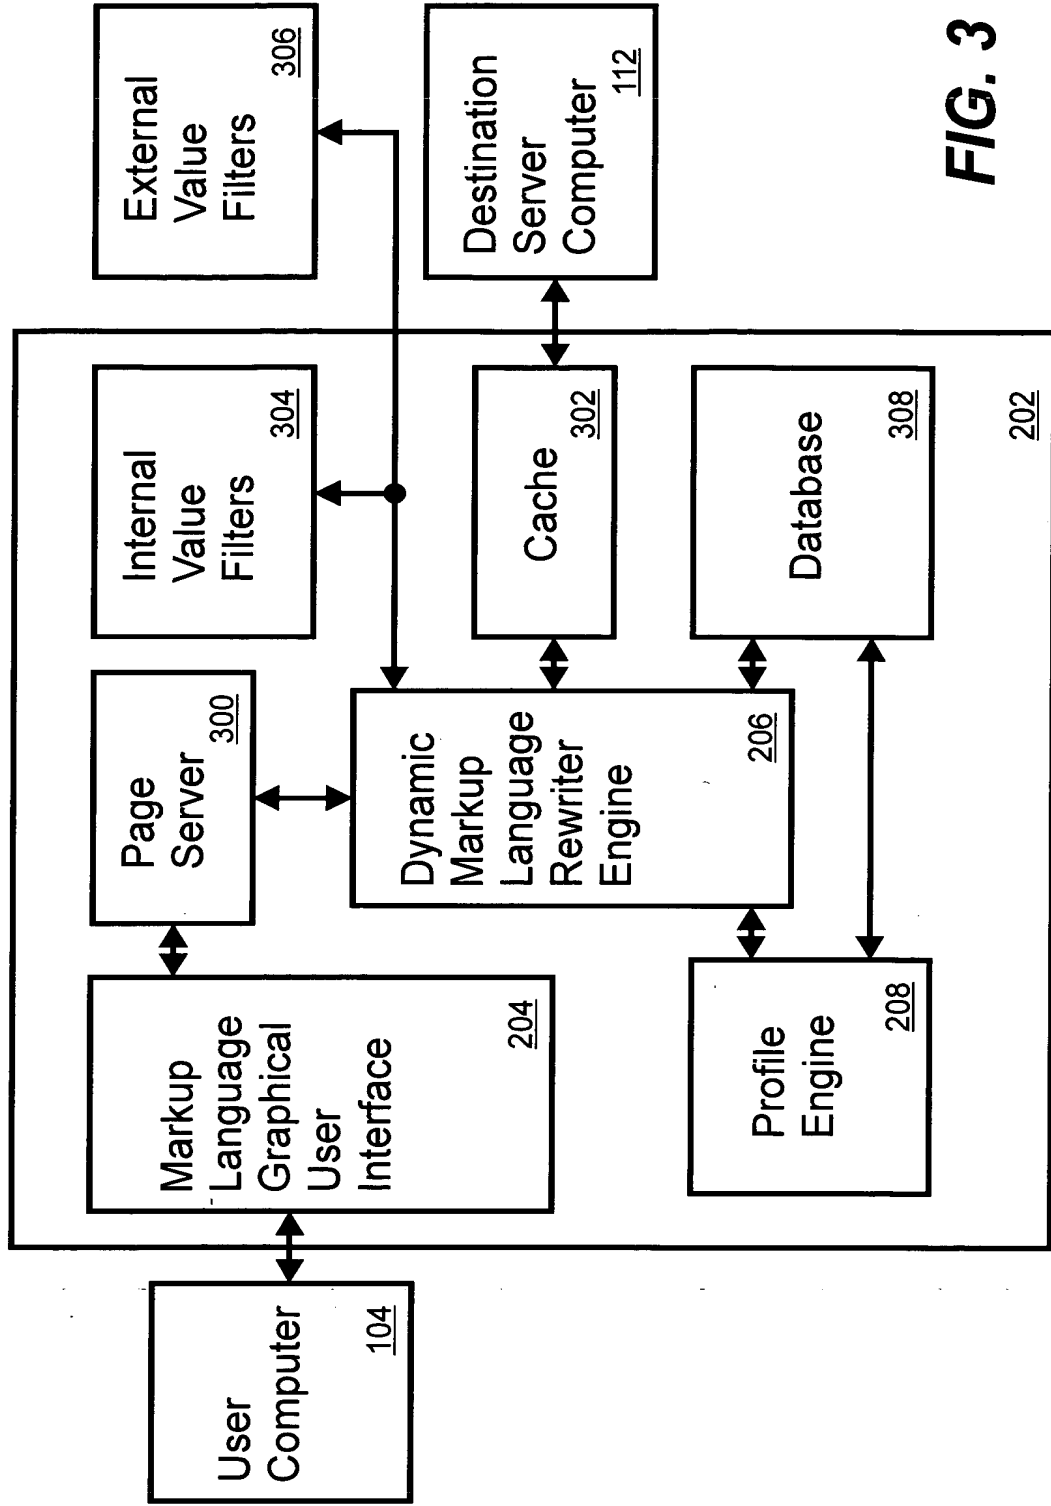 User
Computer
104
Markup
Language
Graphical
User
Interface
204
Page
Server
300
Internal
Value
Filters
304
External
Value
Filters
306
Dynamic
Markup
Language
Rewriter
Engine
206
Cache
302
Destination
Server
Computer
112
Profile
Engine
208
Database
308
202
FIG. 3